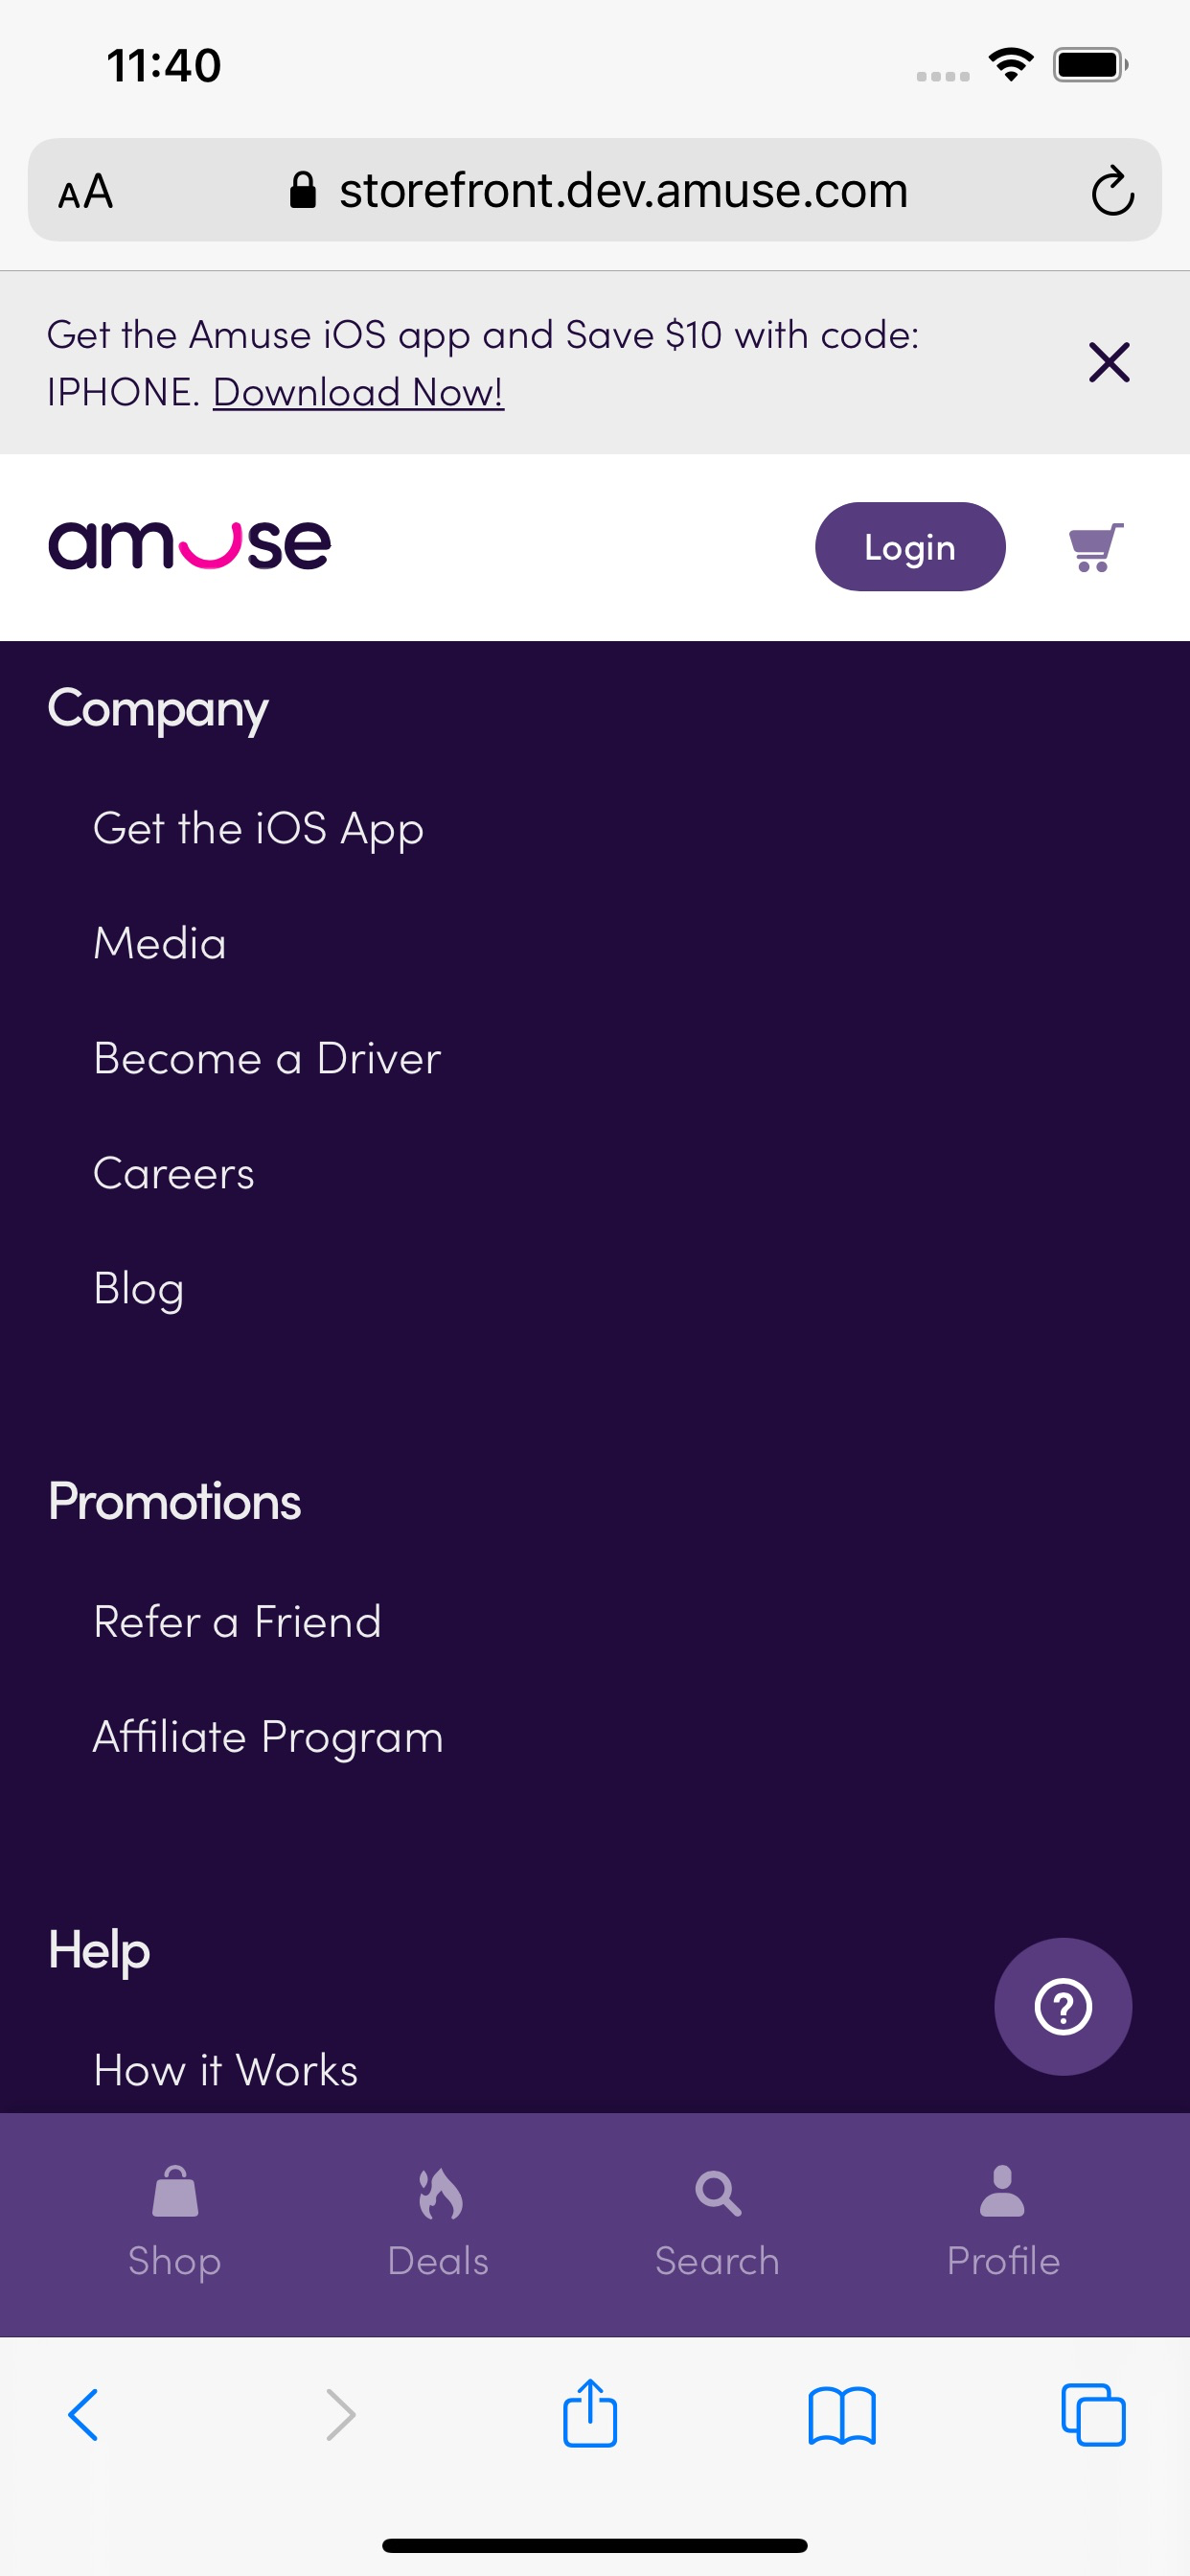 11:40
AA storefront.dev.amuse.com
Get the Amuse iOS app and Save $10 with code:
IPHONE. Download Now!
amuse
Login
Company
Get the iOS App
Media
Become a Driver
Careers
Blog
Promotions
Refer a Friend
Affiliate Program
Help
?
How it Works
Shop Deals Search Profile